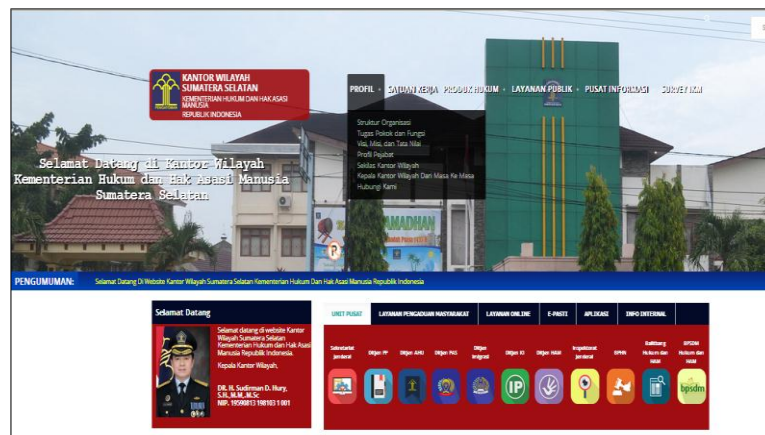 KANTOR WILAYAH
SUMATERA SELATAN
KEMENTERIAN HUKUM DAN HAK ASASI
MANUSIA
REPUBLIK INDONESIA
PROFIL SATUAN KERJA PRODUK HUKUM LAYANAN PUBLIK PUSAT INFORMASI SURVEY IKM
Struktur Organisasi
Tugas Pokok dan Fungsi
Visi, Misi, dan Tata Nilai
Profil Pejabat
Sekilas Kantor Wilayah
Kepala Kantor Wilayah Dari Masa Ke Masa
Hubungi Kami
Selamat Datang di Kantor Wilayah
Kementerian Hukum dan Hak Asasi Manusia
Sumatera Selatan
RAMADHAN
P
PENGUMUMAN: Selamat Datang Di Website Kantor Wilayah Sumatera Selatan Kementerian Hukum Dan Hak Asasi Manusia Republik Indonesia
Selamat Datang
Selamat datang di website Kantor
Wilayah Sumatera Selatan
Kementerian Hukum dan Hak Asasi
Manusia Republik Indonesia.
Kepala Kantor Wilayah,
DR. H. Sudirman D. Hury,
S.H., M.M., M.Sc
NIP. 19590813 198103 1 001
UNIT PUSAT LAYANAN PENGADUAN MASYARAKAT LAYANAN ONLINE E-PASTI APLIKASI INFO INTERNAL
Sekretariat Jenderal
Ditjen PP
Ditjen AHU
Ditjen PAS
Ditjen Imigrasi
Ditjen KI
Ditjen HAM
Inspektorat Jenderal
BPHN
Balitbang Hukum dan HAM
BPSDM Hukum dan HAM
IP
bpsdm